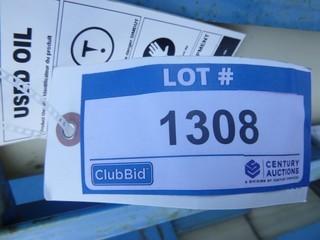 USED OIL
LOT #
1308
ClubBid
CENTURY
AUCTIONS